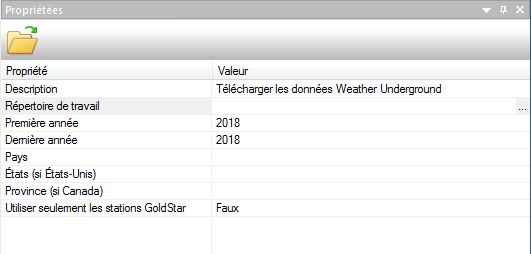 Propriétées
Propriété Valeur
Description Télécharger les données Weather Underground
Répertoire de travail ...
Première année 2018
Dernière année 2018
Pays
États (si États-Unis)
Province (si Canada)
Utiliser seulement les stations GoldStar Faux